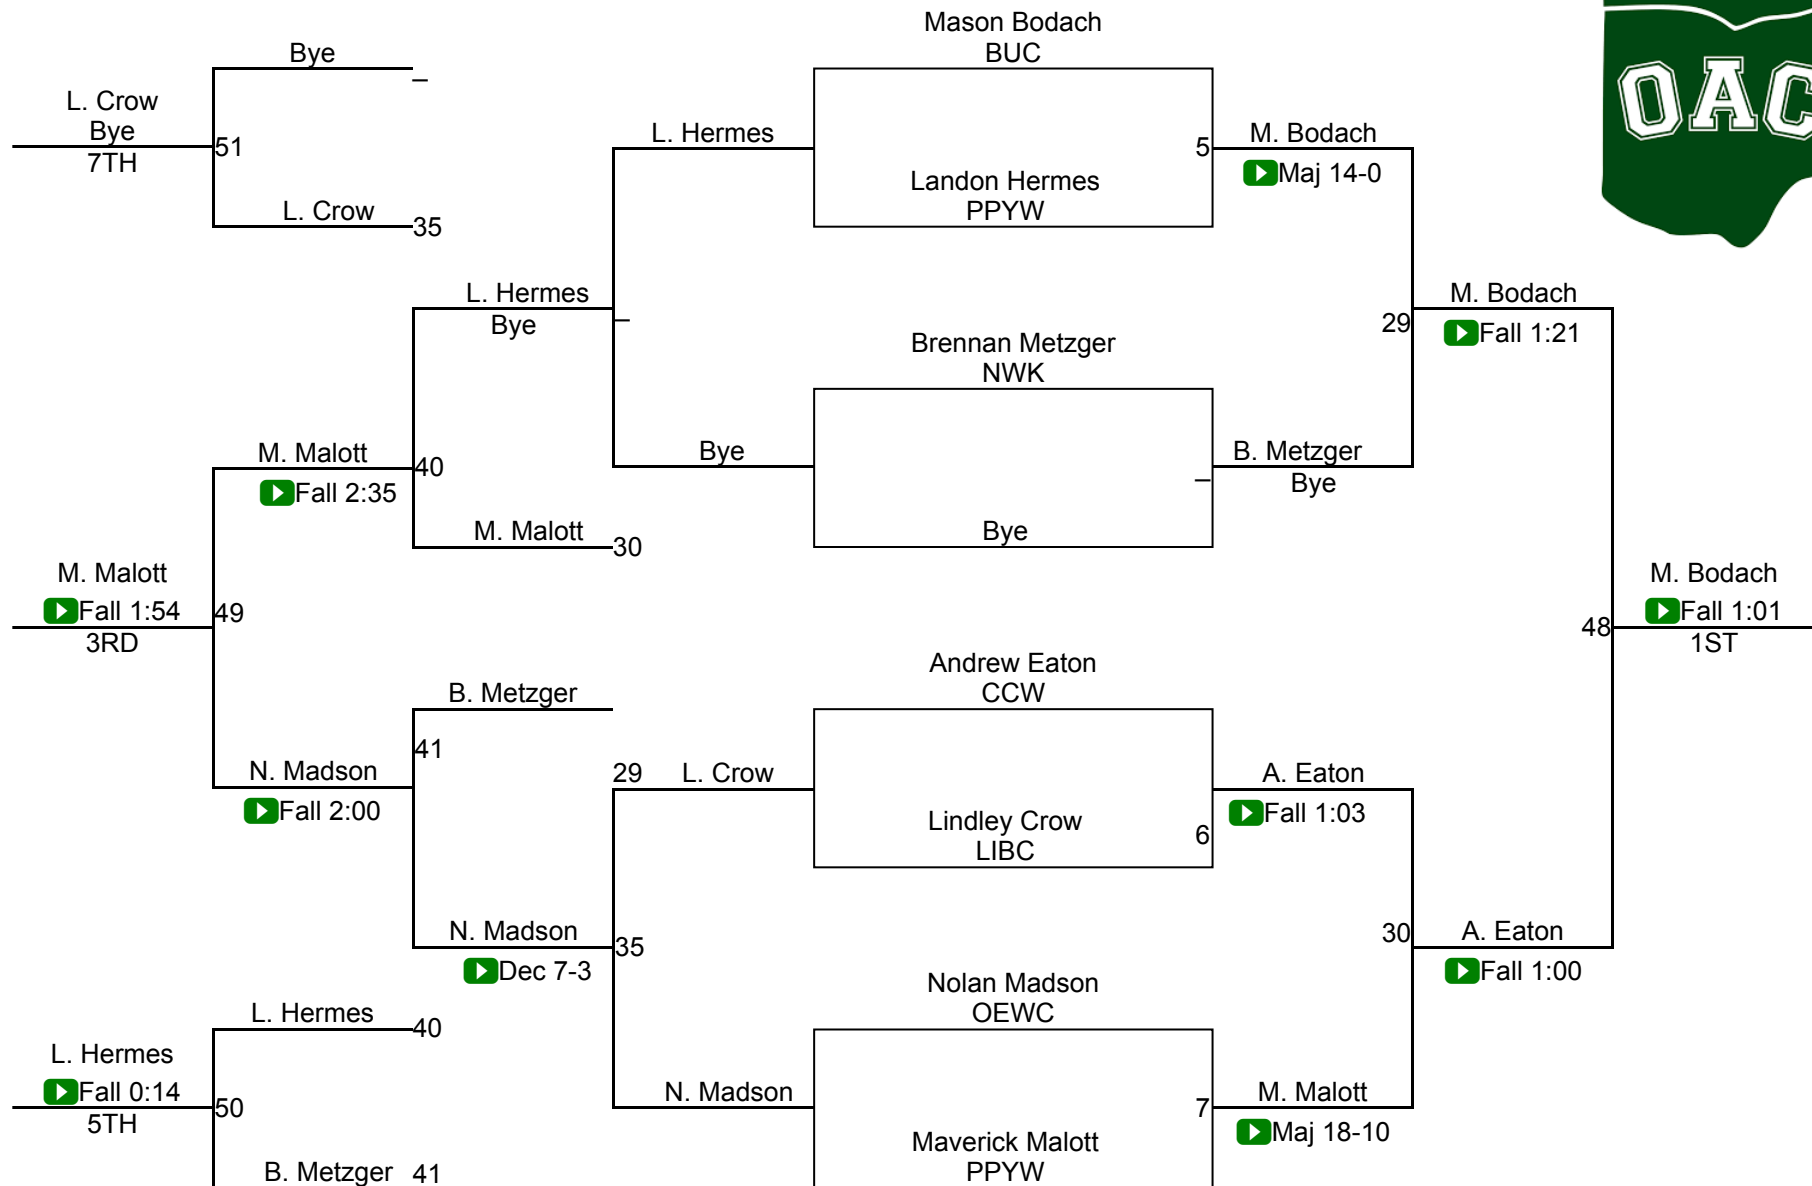 Bye
–
L. Crow
Bye
7TH
51
L. Crow
35
Mason Bodach
BUC
L. Hermes
5
M. Bodach
Maj 14-0
Landon Hermes
PPYW
OAC
L. Hermes
Bye
–
M. Bodach
Fall 1:21
29
Brennan Metzger
NWK
M. Malott
Fall 2:35
40
Bye
–
B. Metzger
Bye
M. Malott
30
Bye
M. Malott
Fall 1:54
3RD
49
M. Bodach
Fall 1:01
1ST
48
Andrew Eaton
CCW
B. Metzger
41
N. Madson
Fall 2:00
29
L. Crow
A. Eaton
Fall 1:03
Lindley Crow
LIBC
6
N. Madson
Dec 7-3
35
30
A. Eaton
Fall 1:00
Nolan Madson
OEWC
L. Hermes
40
L. Hermes
Fall 0:14
5TH
50
N. Madson
7
M. Malott
Maj 18-10
Maverick Malott
PPYW
B. Metzger
41